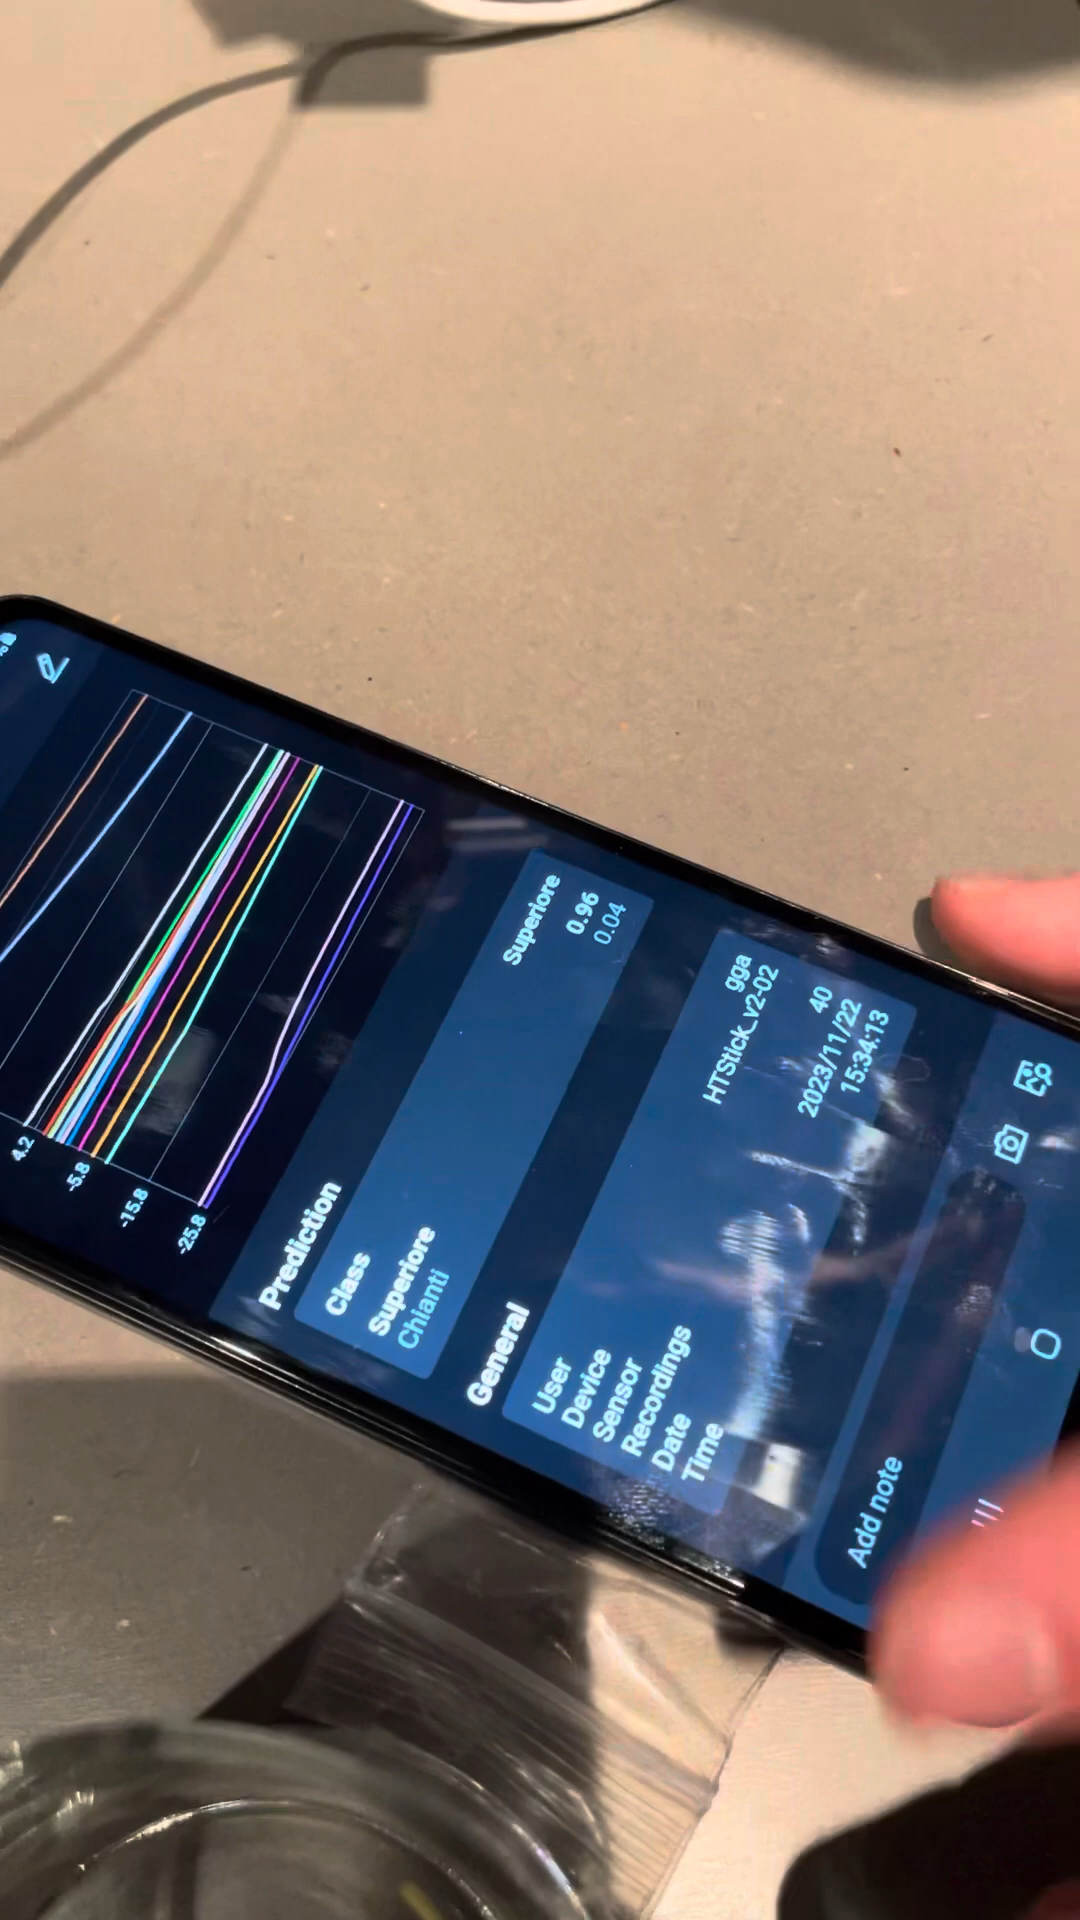 4.2
-5.8
-15.8
-25.8
Prediction
Class Superiore
Superiore 0.96
Chianti 0.04
General
User gga
Device HTStick_v2-02
Sensor
Recordings 40
Date 2023/11/22
Time 15:34:13
Add note